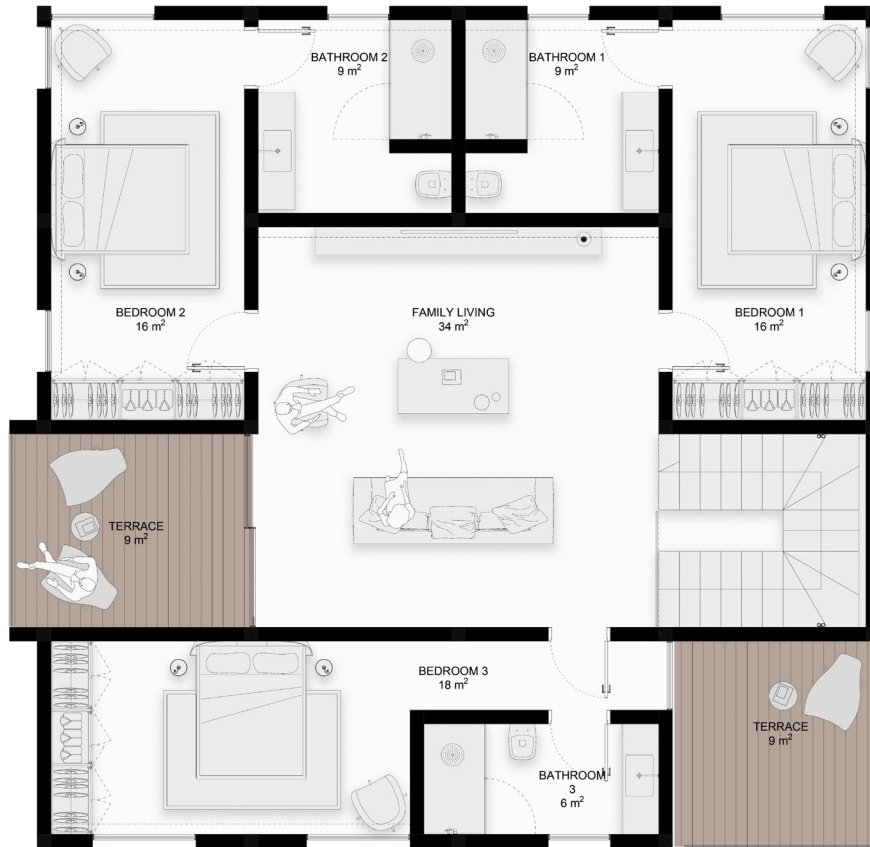 BATHROOM 2
9 m²
BATHROOM 1
9 m²
BEDROOM 2
16 m²
FAMILY LIVING
34 m²
BEDROOM 1
16 m²
TERRACE
9 m²
BEDROOM 3
18 m²
TERRACE
9 m²
BATHROOM
3
6 m²